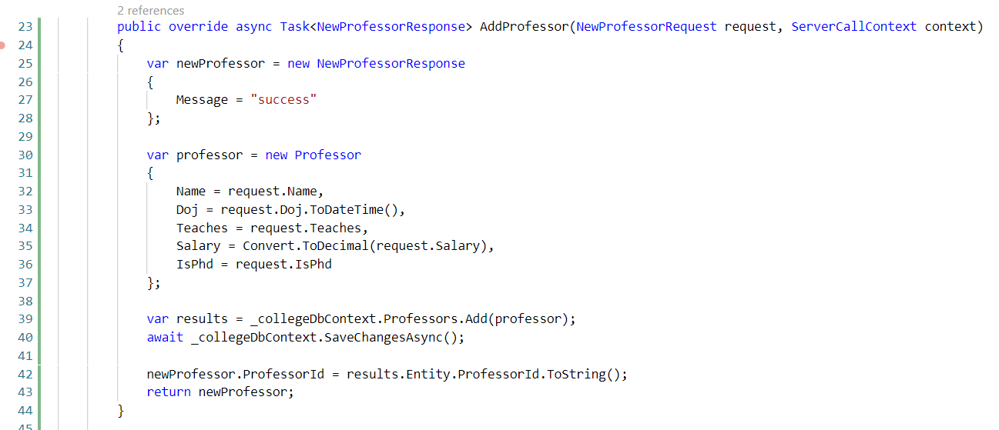 2 references
23 public override async Task<NewProfessorResponse> AddProfessor(NewProfessorRequest request, ServerCallContext context)
24 {
25 var newProfessor = new NewProfessorResponse
26 {
27 Message = "success"
28 };
29
30 var professor = new Professor
31 {
32 Name = request.Name,
33 Doj = request.Doj.ToDateTime(),
34 Teaches = request.Teaches,
35 Salary = Convert.ToDecimal(request.Salary),
36 IsPhd = request.IsPhd
37 };
38
39 var results = _collegeDbContext.Professors.Add(professor);
40 await _collegeDbContext.SaveChangesAsync();
41
42 newProfessor.ProfessorId = results.Entity.ProfessorId.ToString();
43 return newProfessor;
44 }
45